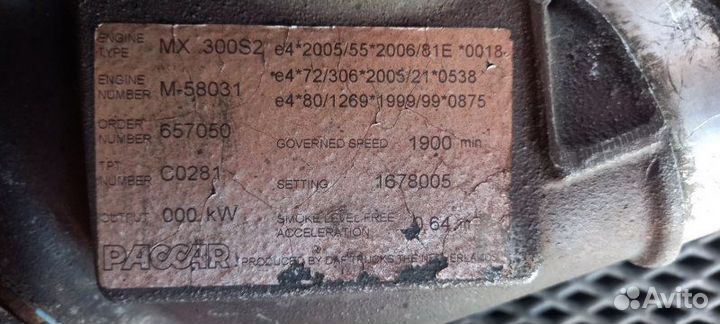 ENGINE TYPE MX 300S2 e4*2005/55*2006/81E *0018
e4*72/306*2005/21*0538
ENGINE NUMBER M-58031
e4*80/1269*1999/99*0875
ORDER NUMBER 657050
GOVERNED SPEED 1900 min
TPT NUMBER C0281
SETTING 1678005
OUTPUT 000 kW
SMOKE LEVEL FREE ACCELERATION 0.64
PACCAR PRODUCED BY DAF TRUCKS THE NETHERLANDS
Avito